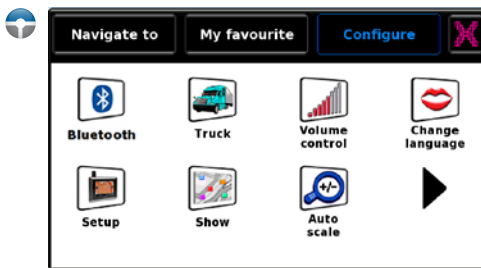 Navigate to My favourite Configure X
Bluetooth Truck Volume control Change language
Setup Show Auto scale